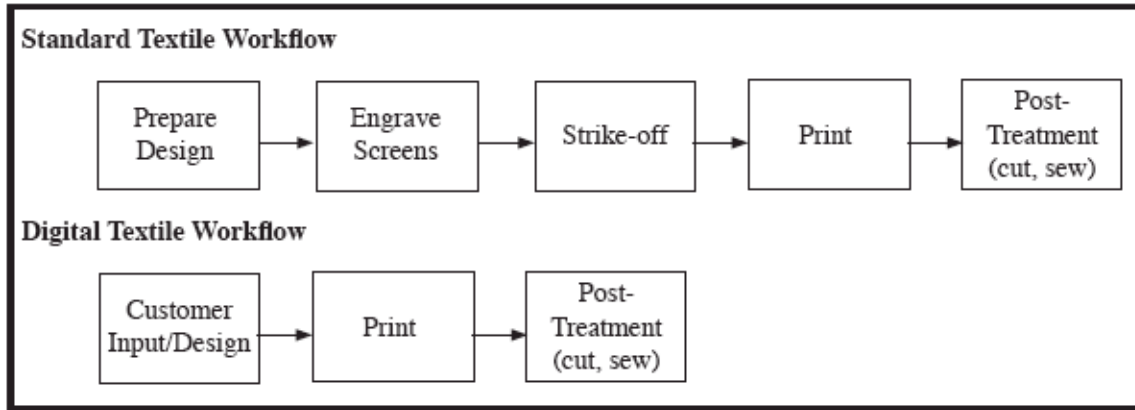 Standard Textile Workflow
Prepare
Design
Engrave
Screens
Strike-off
Print
Post-
Treatment
(cut, sew)
Digital Textile Workflow
Customer
Input/Design
Print
Post-
Treatment
(cut, sew)